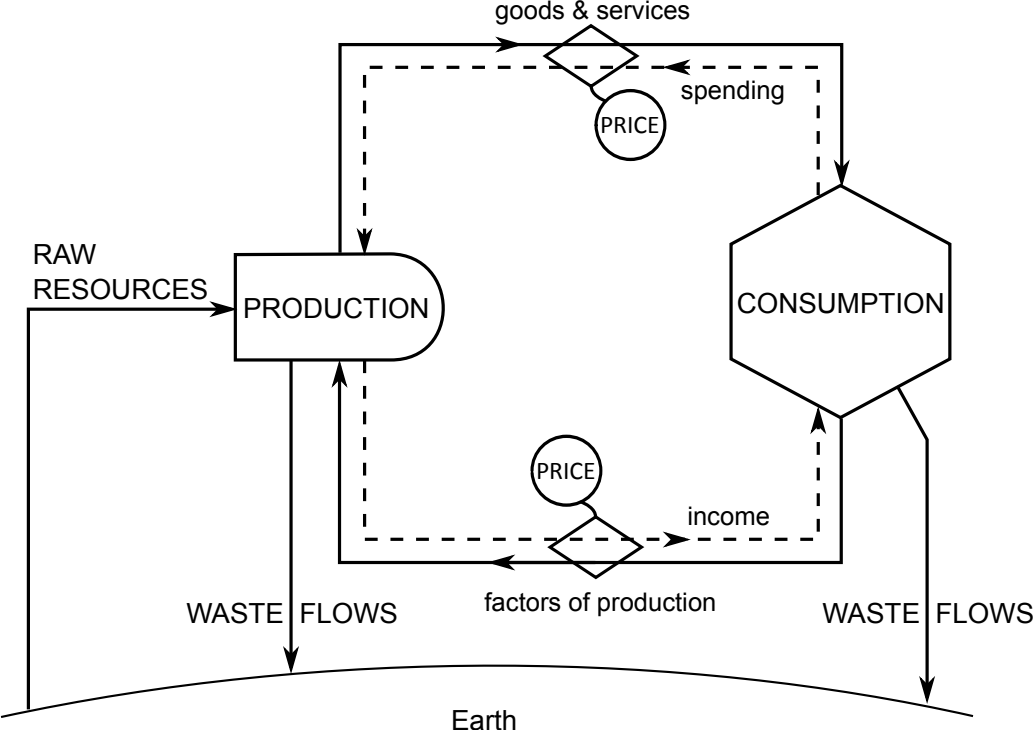 goods & services
spending
PRICE
RAW
RESOURCES
PRODUCTION
CONSUMPTION
PRICE
income
factors of production
WASTE FLOWS
WASTE FLOWS
Earth